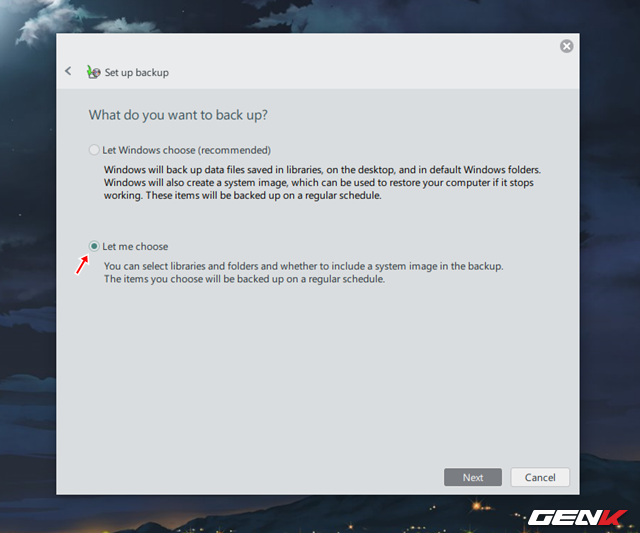 Set up backup
What do you want to back up?
Let Windows choose (recommended)
Windows will back up data files saved in libraries, on the desktop, and in default Windows folders.
Windows will also create a system image, which can be used to restore your computer if it stops
working. These items will be backed up on a regular schedule.
Let me choose
You can select libraries and folders and whether to include a system image in the backup.
The items you choose will be backed up on a regular schedule.
Next Cancel
GENK